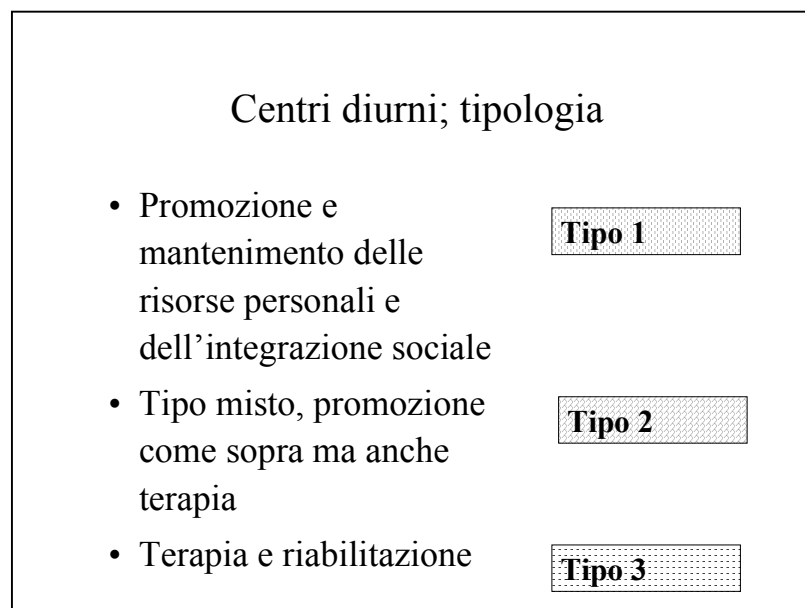 Centri diurni; tipologia
• Promozione e
mantenimento delle
risorse personali e
dell’integrazione sociale
Tipo 1
• Tipo misto, promozione
come sopra ma anche
terapia
Tipo 2
• Terapia e riabilitazione
Tipo 3